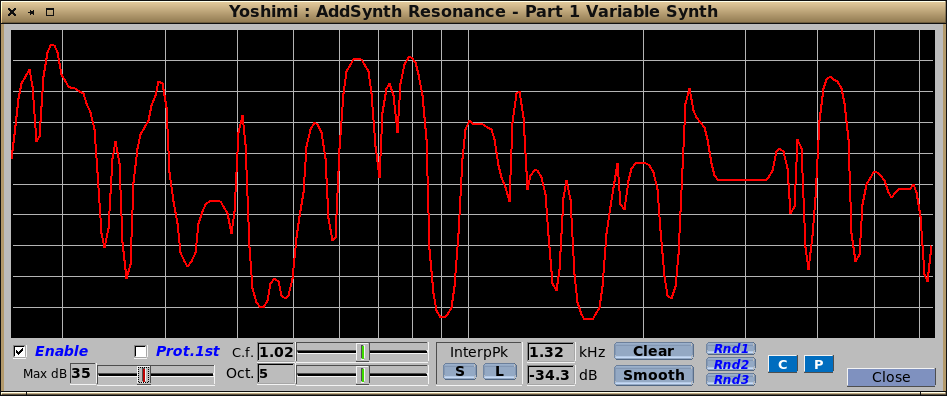 Yoshimi : AddSynth Resonance - Part 1 Variable Synth
Enable Prot.1st C.f. 1.02 InterpPk 1.32 kHz Clear Rnd1
Rnd2 C P
Max dB 35 Oct. 5 S L -34.3 dB Smooth Rnd3 Close